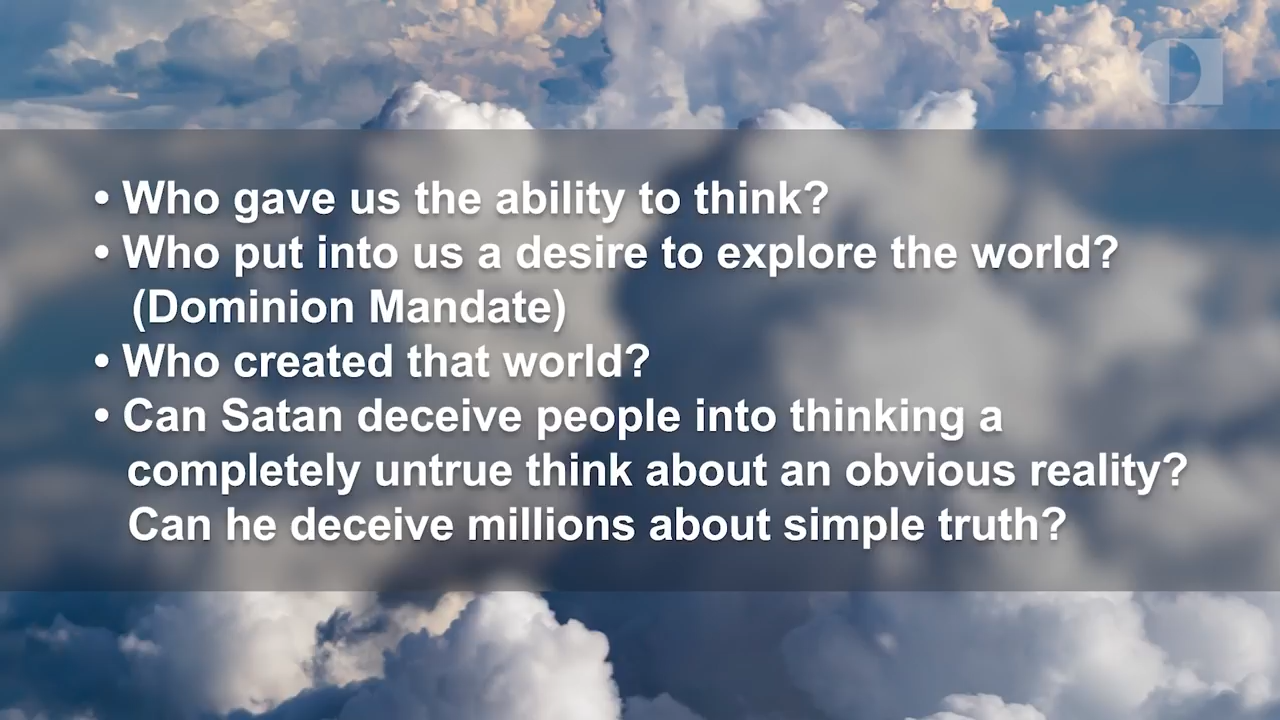 • Who gave us the ability to think?
• Who put into us a desire to explore the world?
(Dominion Mandate)
• Who created that world?
• Can Satan deceive people into thinking a
completely untrue think about an obvious reality?
Can he deceive millions about simple truth?